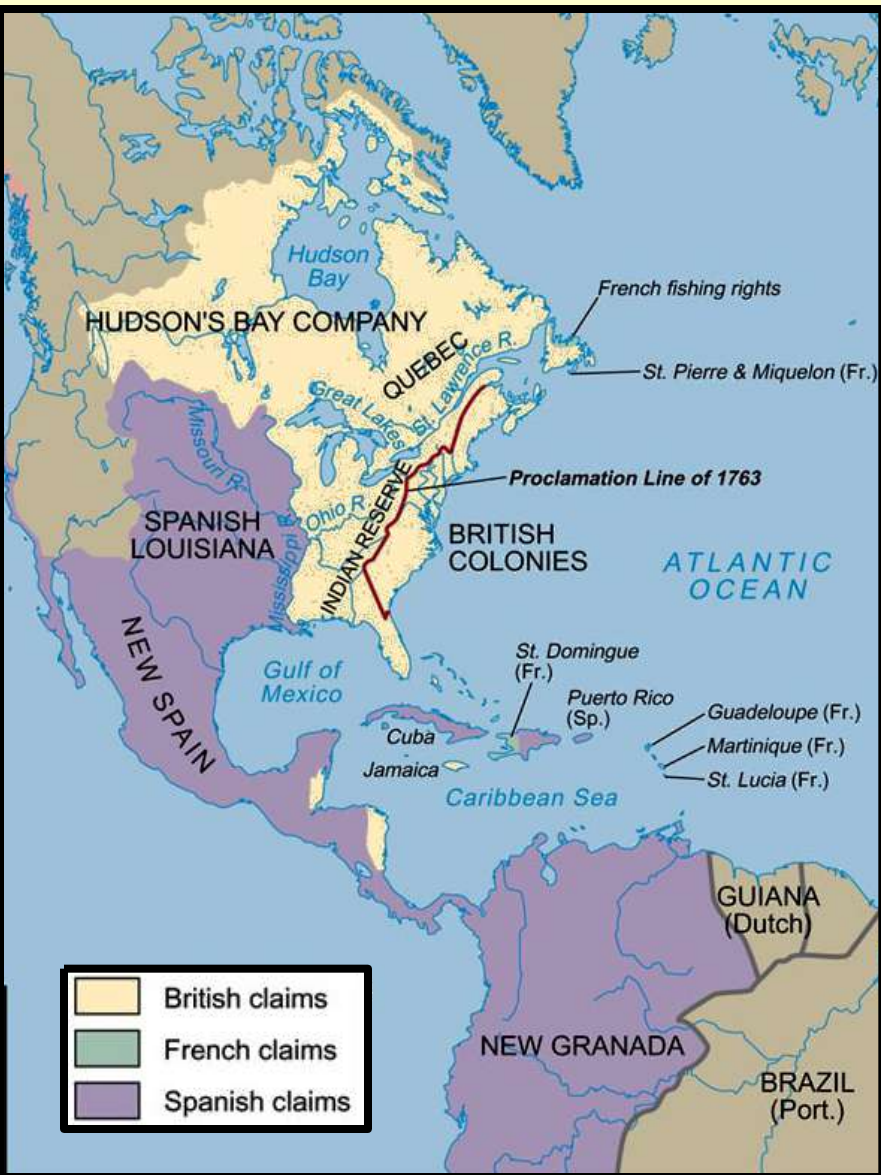 Hudson
Bay
French fishing rights
HUDSON'S BAY COMPANY
QUEBEC
St. Lawrence R.
St. Pierre & Miquelon (Fr.)
Great Lakes
Missouri R.
Proclamation Line of 1763
INDIAN RESERVE
Ohio R.
SPANISH
LOUISIANA
Mississippi R.
BRITISH
COLONIES
ATLANTIC
OCEAN
NEW SPAIN
Gulf of
Mexico
St. Domingue
(Fr.)
Puerto Rico
(Sp.)
Guadeloupe (Fr.)
Cuba
Martinique (Fr.)
Jamaica
St. Lucia (Fr.)
Caribbean Sea
GUIANA
(Dutch)
NEW GRANADA
BRAZIL
(Port.)
British claims
French claims
Spanish claims